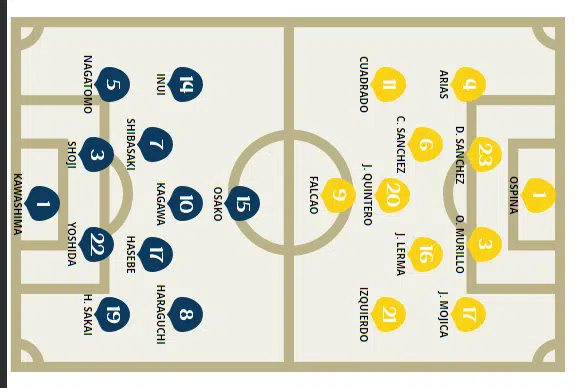 NAGATOMO
5
INUI
14
SHIBASAKI
7
SHOJI
3
KAWASHIMA
1
KAGAWA
10
OSAKO
15
YOSHIDA
22
HASEBE
17
H. SAKAI
19
HARAGUCHI
8
CUADRADO
11
ARIAS
4
C. SANCHEZ
6
D. SANCHEZ
23
FALCAO
9
J. QUINTERO
20
OSPINA
1
J. LERMA
16
O. MURILLO
3
IZQUIERDO
21
J. MOJICA
17